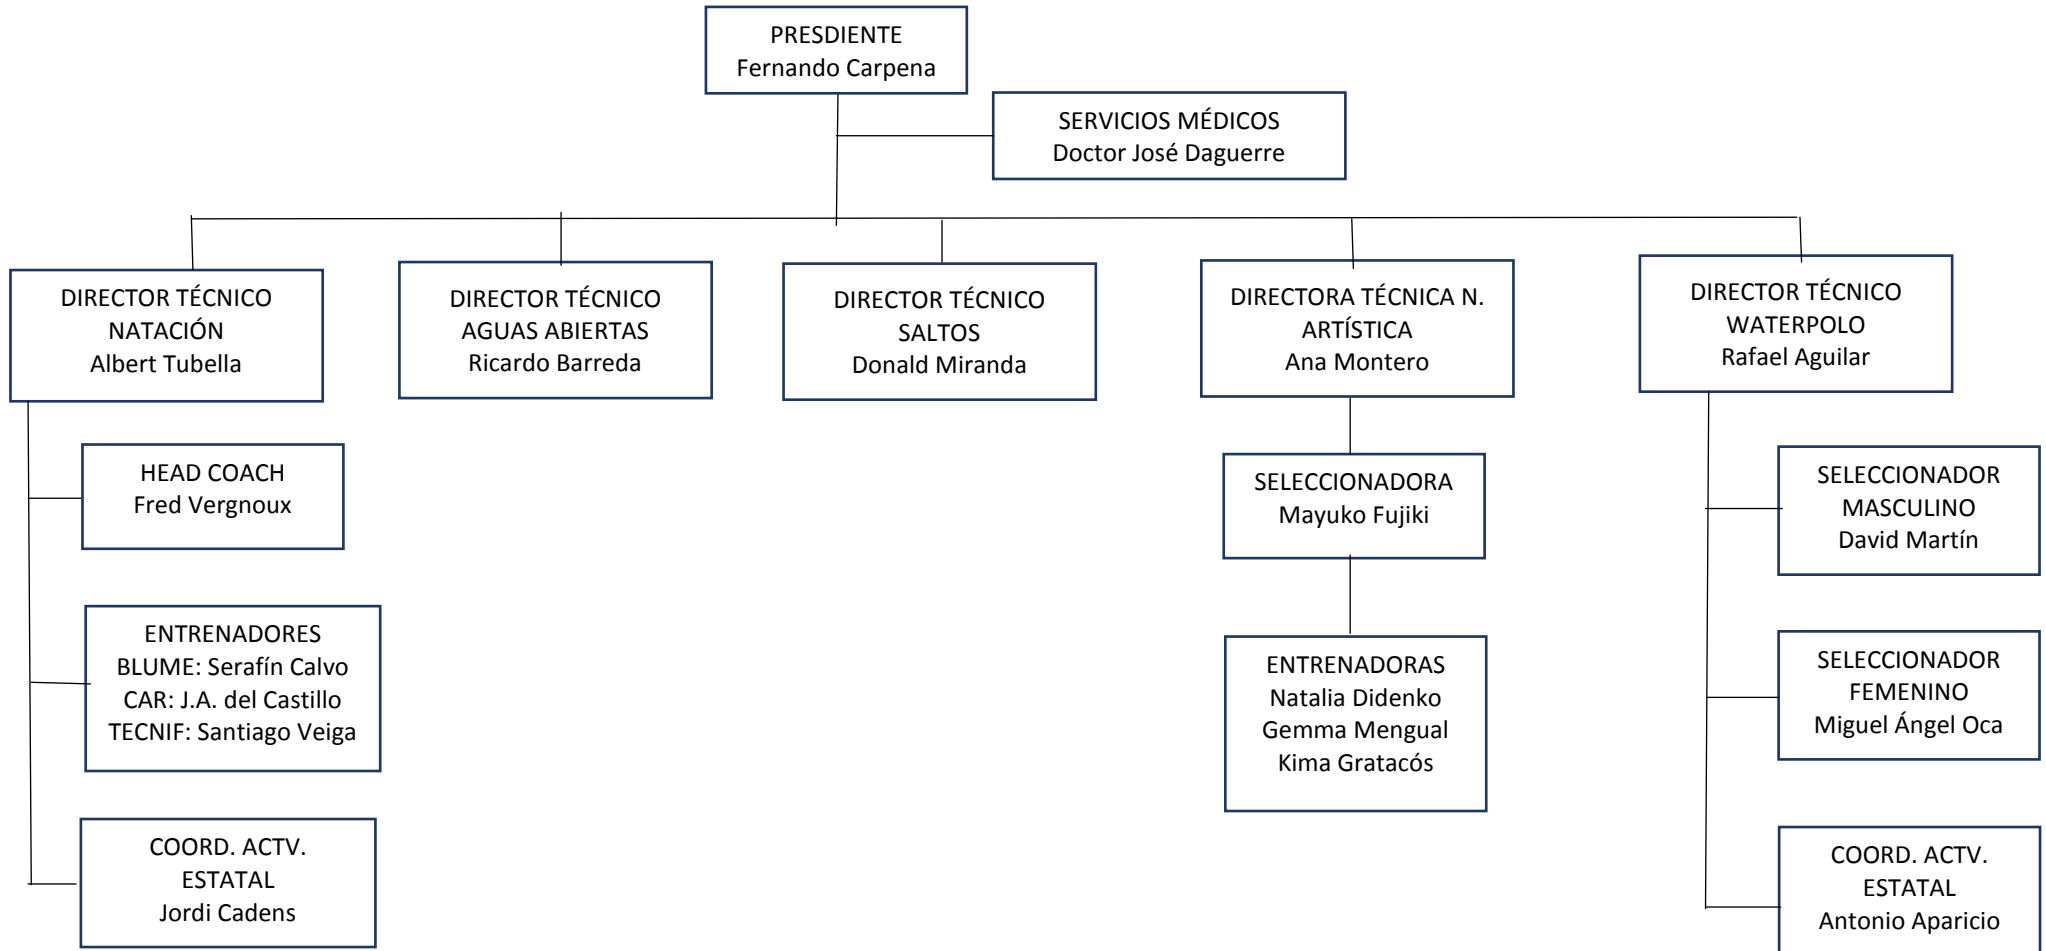 PRESDIENTE
Fernando Carpena
SERVICIOS MÉDICOS
Doctor José Daguerre
DIRECTOR TÉCNICO
NATACIÓN
Albert Tubella
DIRECTOR TÉCNICO
AGUAS ABIERTAS
Ricardo Barreda
DIRECTOR TÉCNICO
SALTOS
Donald Miranda
DIRECTORA TÉCNICA N.
ARTÍSTICA
Ana Montero
DIRECTOR TÉCNICO
WATERPOLO
Rafael Aguilar
HEAD COACH
Fred Vergnoux
ENTRENADORES
BLUME: Serafín Calvo
CAR: J.A. del Castillo
TECNIF: Santiago Veiga
COORD. ACTV.
ESTATAL
Jordi Cadens
SELECCIONADORA
Mayuko Fujiki
ENTRENADORAS
Natalia Didenko
Gemma Mengual
Kima Gratacós
SELECCIONADOR
MASCULINO
David Martín
SELECCIONADOR
FEMENINO
Miguel Ángel Oca
COORD. ACTV.
ESTATAL
Antonio Aparicio